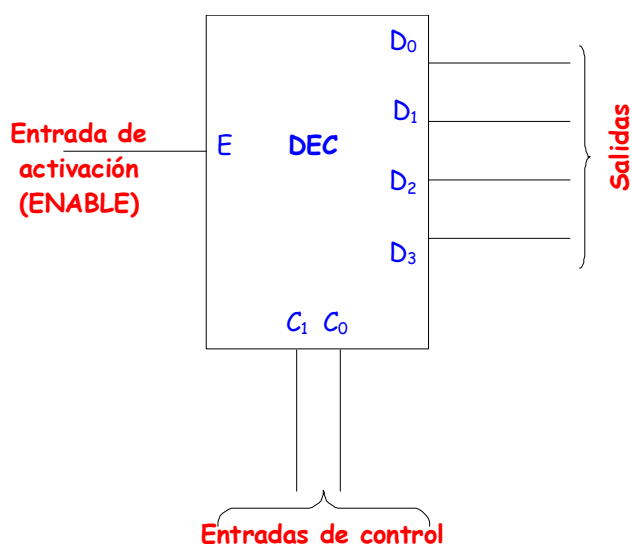 D₀
D₁
Entrada de
activación
(ENABLE)
E
DEC
D₂
D₃
Salidas
C₁ C₀
Entradas de control